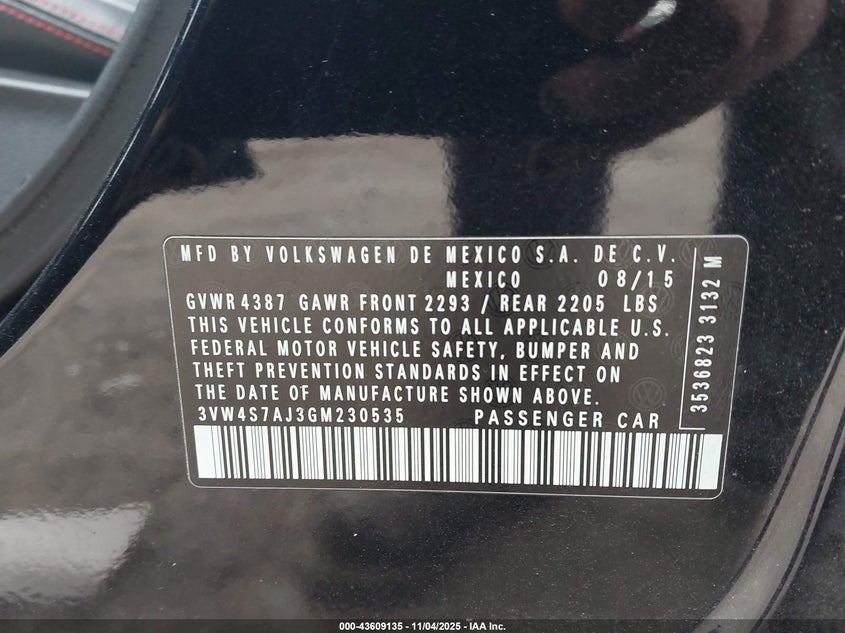 MFD BY VOLKSWAGEN DE MEXICO S.A. DE C.V.
MEXICO 08/15
GVWR 4387 GAWR FRONT 2293 / REAR 2205 LBS
THIS VEHICLE CONFORMS TO ALL APPLICABLE U.S.
FEDERAL MOTOR VEHICLE SAFETY, BUMPER AND
THEFT PREVENTION STANDARDS IN EFFECT ON
THE DATE OF MANUFACTURE SHOWN ABOVE.
3VW4S7AJ3GM230535 PASSENGER CAR
3536823 3132 M
000-43609135 - 11/04/2025 - IAA Inc.